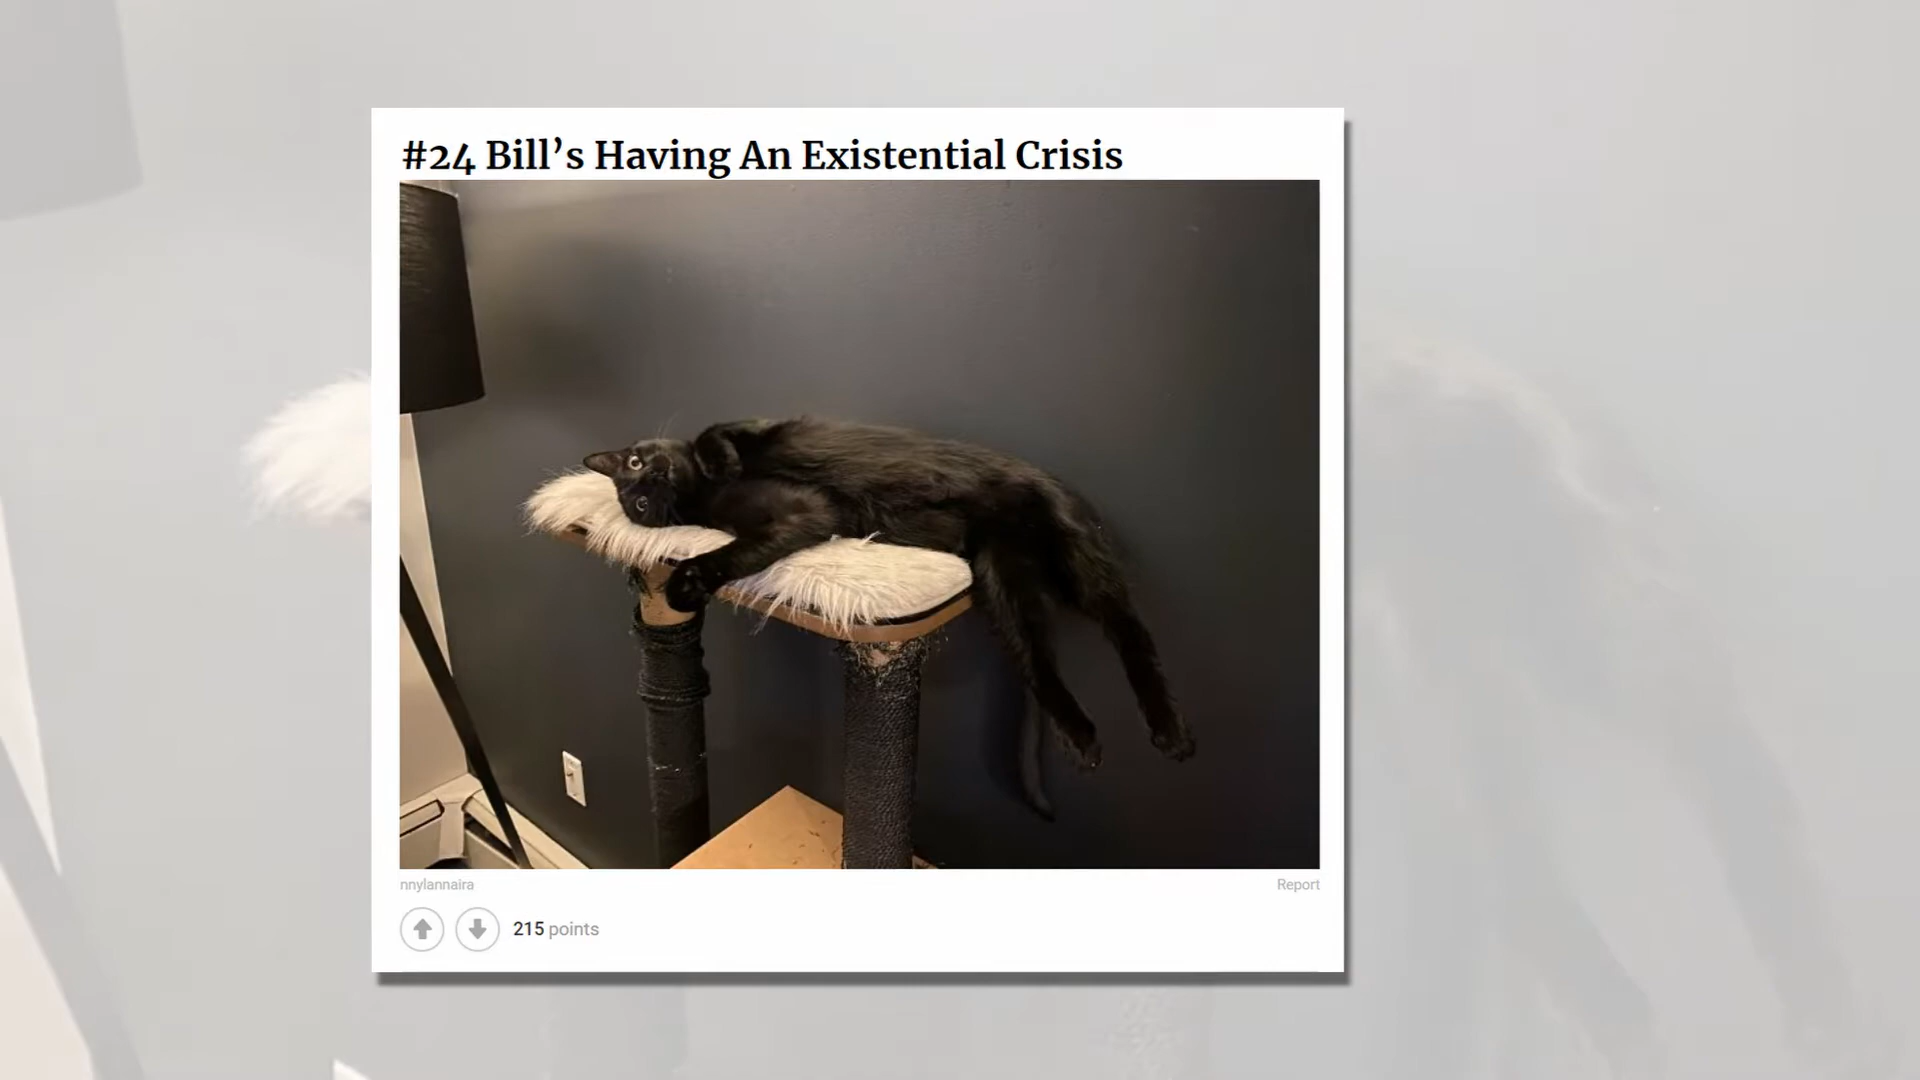 #24 Bill’s Having An Existential Crisis
nnylannaira
Report
215 points